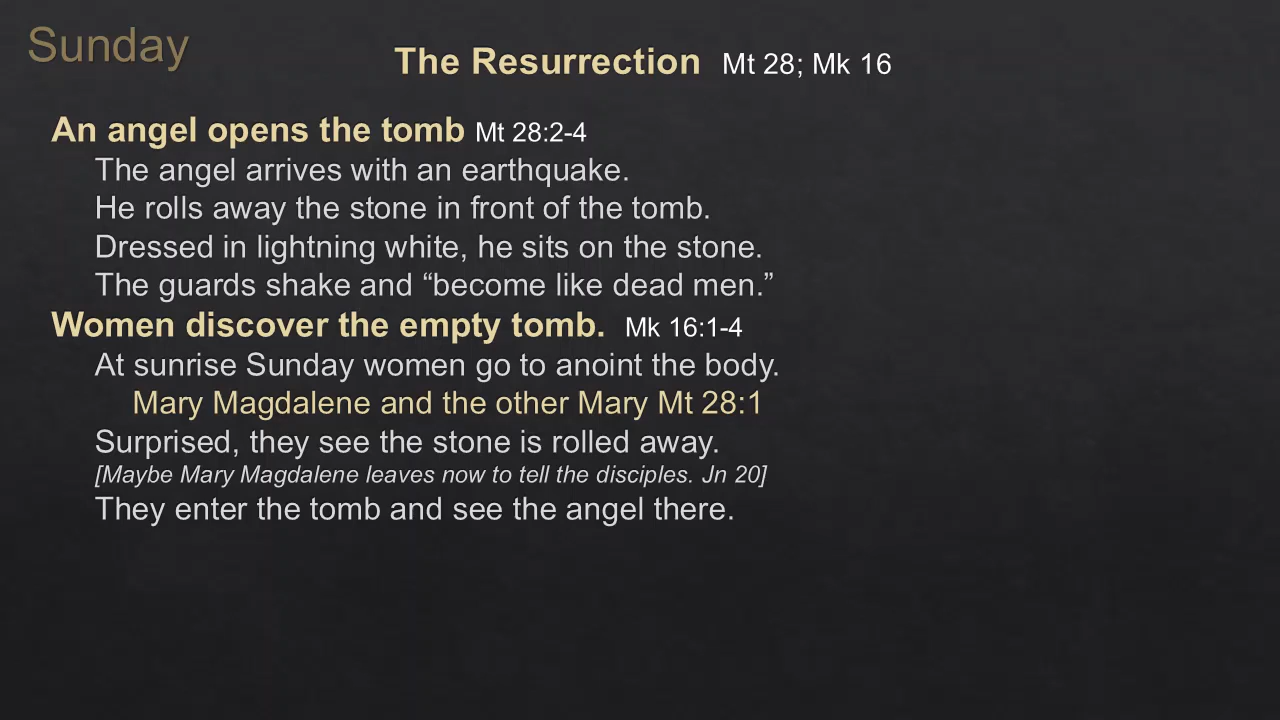 Sunday
The Resurrection Mt 28; Mk 16
An angel opens the tomb Mt 28:2-4
The angel arrives with an earthquake.
He rolls away the stone in front of the tomb.
Dressed in lightning white, he sits on the stone.
The guards shake and “become like dead men.”
Women discover the empty tomb. Mk 16:1-4
At sunrise Sunday women go to anoint the body.
Mary Magdalene and the other Mary Mt 28:1
Surprised, they see the stone is rolled away.
[Maybe Mary Magdalene leaves now to tell the disciples. Jn 20]
They enter the tomb and see the angel there.